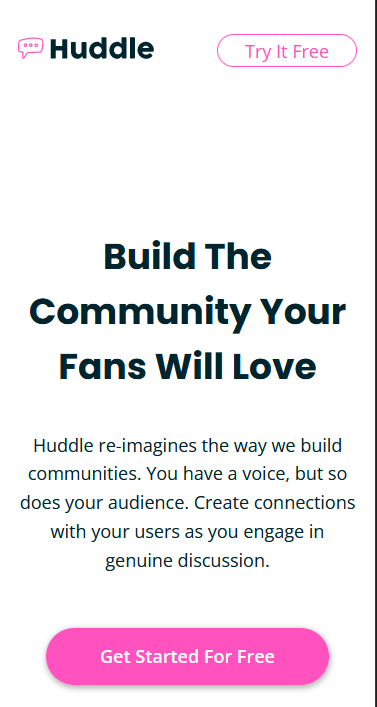 Huddle
Try It Free
Build The
Community Your
Fans Will Love
Huddle re-imagines the way we build
communities. You have a voice, but so
does your audience. Create connections
with your users as you engage in
genuine discussion.
Get Started For Free